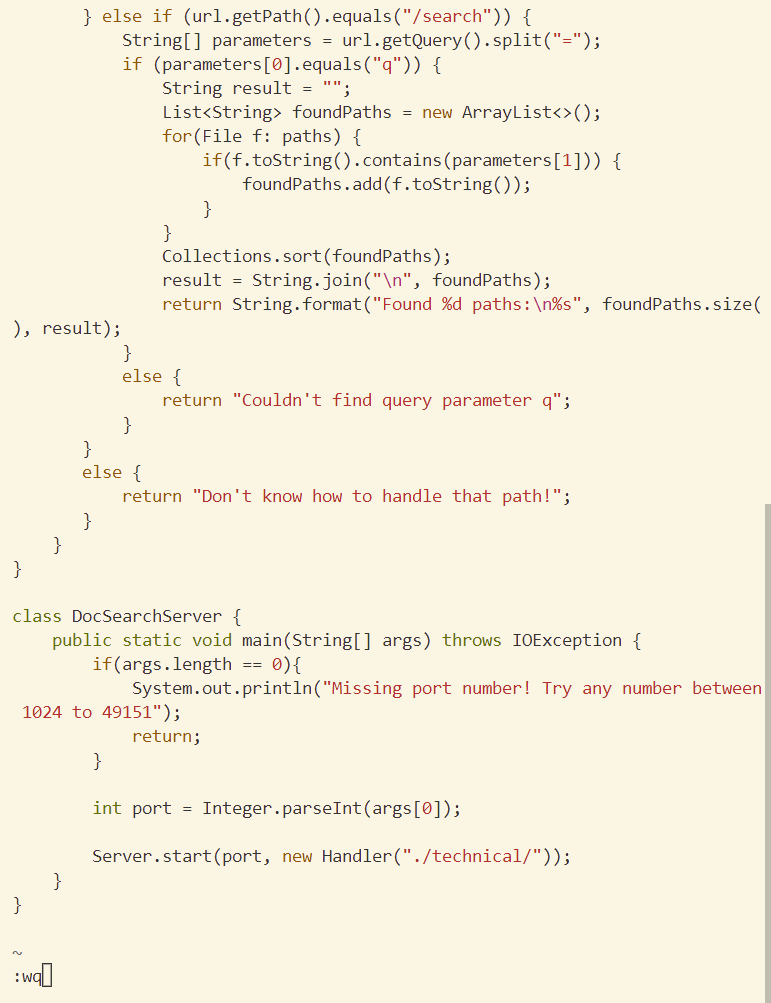 } else if (url.getPath().equals("/search")) {
            String[] parameters = url.getQuery().split("=");
            if (parameters[0].equals("q")) {
                String result = "";
                List<String> foundPaths = new ArrayList<>();
                for(File f: paths) {
                    if(f.toString().contains(parameters[1])) {
                        foundPaths.add(f.toString());
                    }
                }
                Collections.sort(foundPaths);
                result = String.join("\n", foundPaths);
                return String.format("Found %d paths:\n%s", foundPaths.size(
), result);
            }
            else {
                return "Couldn't find query parameter q";
            }
        }
        else {
            return "Don't know how to handle that path!";
        }
    }
}

class DocSearchServer {
    public static void main(String[] args) throws IOException {
        if(args.length == 0){
            System.out.println("Missing port number! Try any number between
 1024 to 49151");
            return;
        }

        int port = Integer.parseInt(args[0]);

        Server.start(port, new Handler("./technical/"));
    }
}

~
:wq